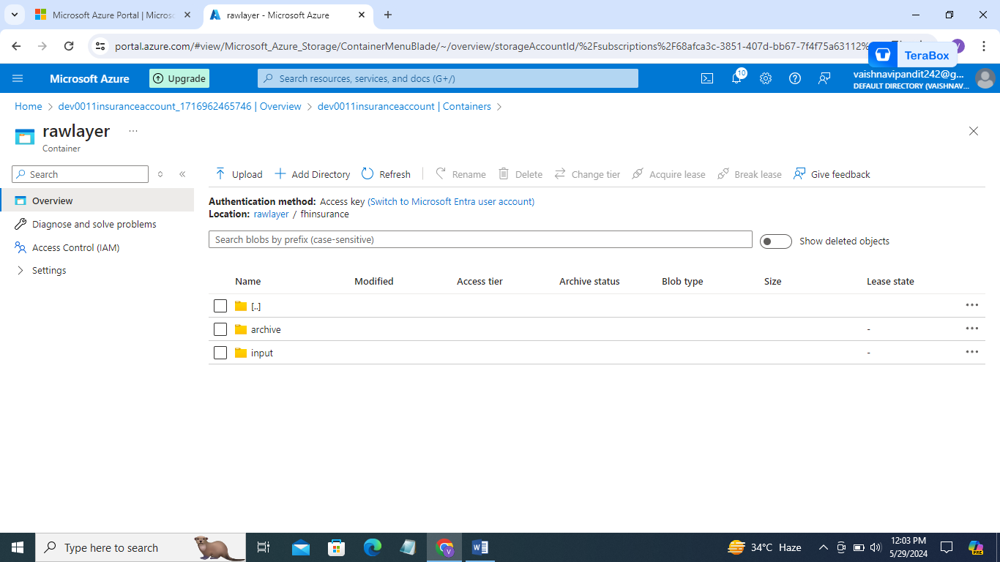 Microsoft Azure Portal | Micros
rawlayer - Microsoft Azure
portal.azure.com/#view/Microsoft_Azure_Storage/ContainerMenuBlade/~/overview/storageAccountId/%2Fsubscriptions%2F68afca3c-3851-407d-bb67-7f4f75a63112%
TeraBox
Microsoft Azure
Upgrade
Search resources, services, and docs (G+/)
10
vaishnavipandit242@g...
DEFAULT DIRECTORY (VAISHNAV...
Home > dev0011insuranceaccount_1716962465746 | Overview > dev0011insuranceaccount | Containers >
rawlayer ...
Container
Search
Upload Add Directory Refresh Rename Delete Change tier Acquire lease Break lease Give feedback
Overview
Diagnose and solve problems
Access Control (IAM)
Settings
Authentication method: Access key (Switch to Microsoft Entra user account)
Location: rawlayer / fhinsurance
Search blobs by prefix (case-sensitive)
Show deleted objects
Name Modified Access tier Archive status Blob type Size Lease state
[..]
archive -
input -
Type here to search
34°C Haze
12:03 PM
5/29/2024
V
PRE